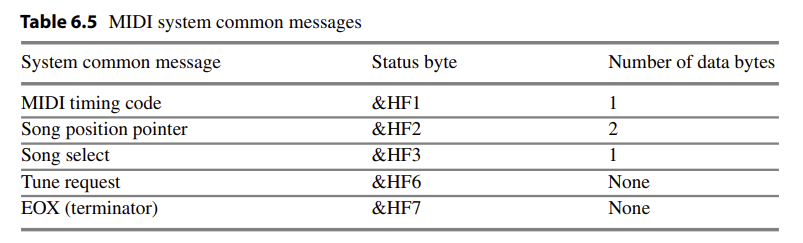 Table 6.5 MIDI system common messages
System common message Status byte Number of data bytes
MIDI timing code &HF1 1
Song position pointer &HF2 2
Song select &HF3 1
Tune request &HF6 None
EOX (terminator) &HF7 None